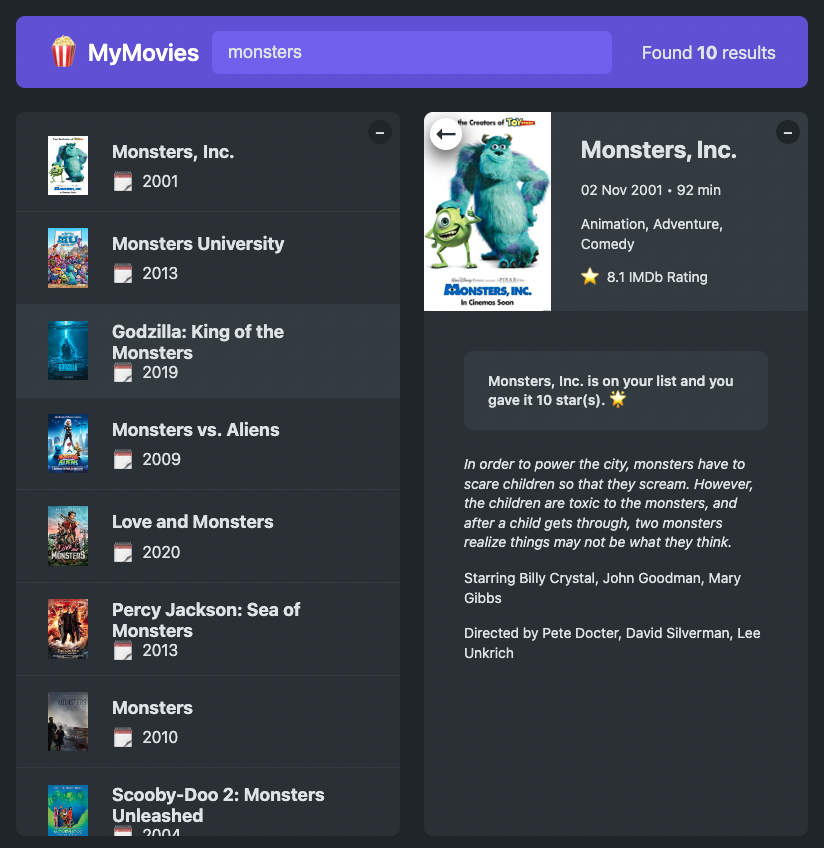 MyMovies
monsters
Found 10 results
−
Monsters, Inc.
2001
Monsters University
2013
Godzilla: King of the
Monsters
2019
Monsters vs. Aliens
2009
Love and Monsters
2020
Percy Jackson: Sea of
Monsters
2013
Monsters
2010
Scooby-Doo 2: Monsters
Unleashed
2004
←
the Creators of TOY STORY
MONSTERS, INC.
In Cinemas Soon
−
Monsters, Inc.
02 Nov 2001 • 92 min
Animation, Adventure,
Comedy
8.1 IMDb Rating
Monsters, Inc. is on your list and you
gave it 10 star(s).
In order to power the city, monsters have to
scare children so that they scream. However,
the children are toxic to the monsters, and
after a child gets through, two monsters
realize things may not be what they think.
Starring Billy Crystal, John Goodman, Mary
Gibbs
Directed by Pete Docter, David Silverman, Lee
Unkrich